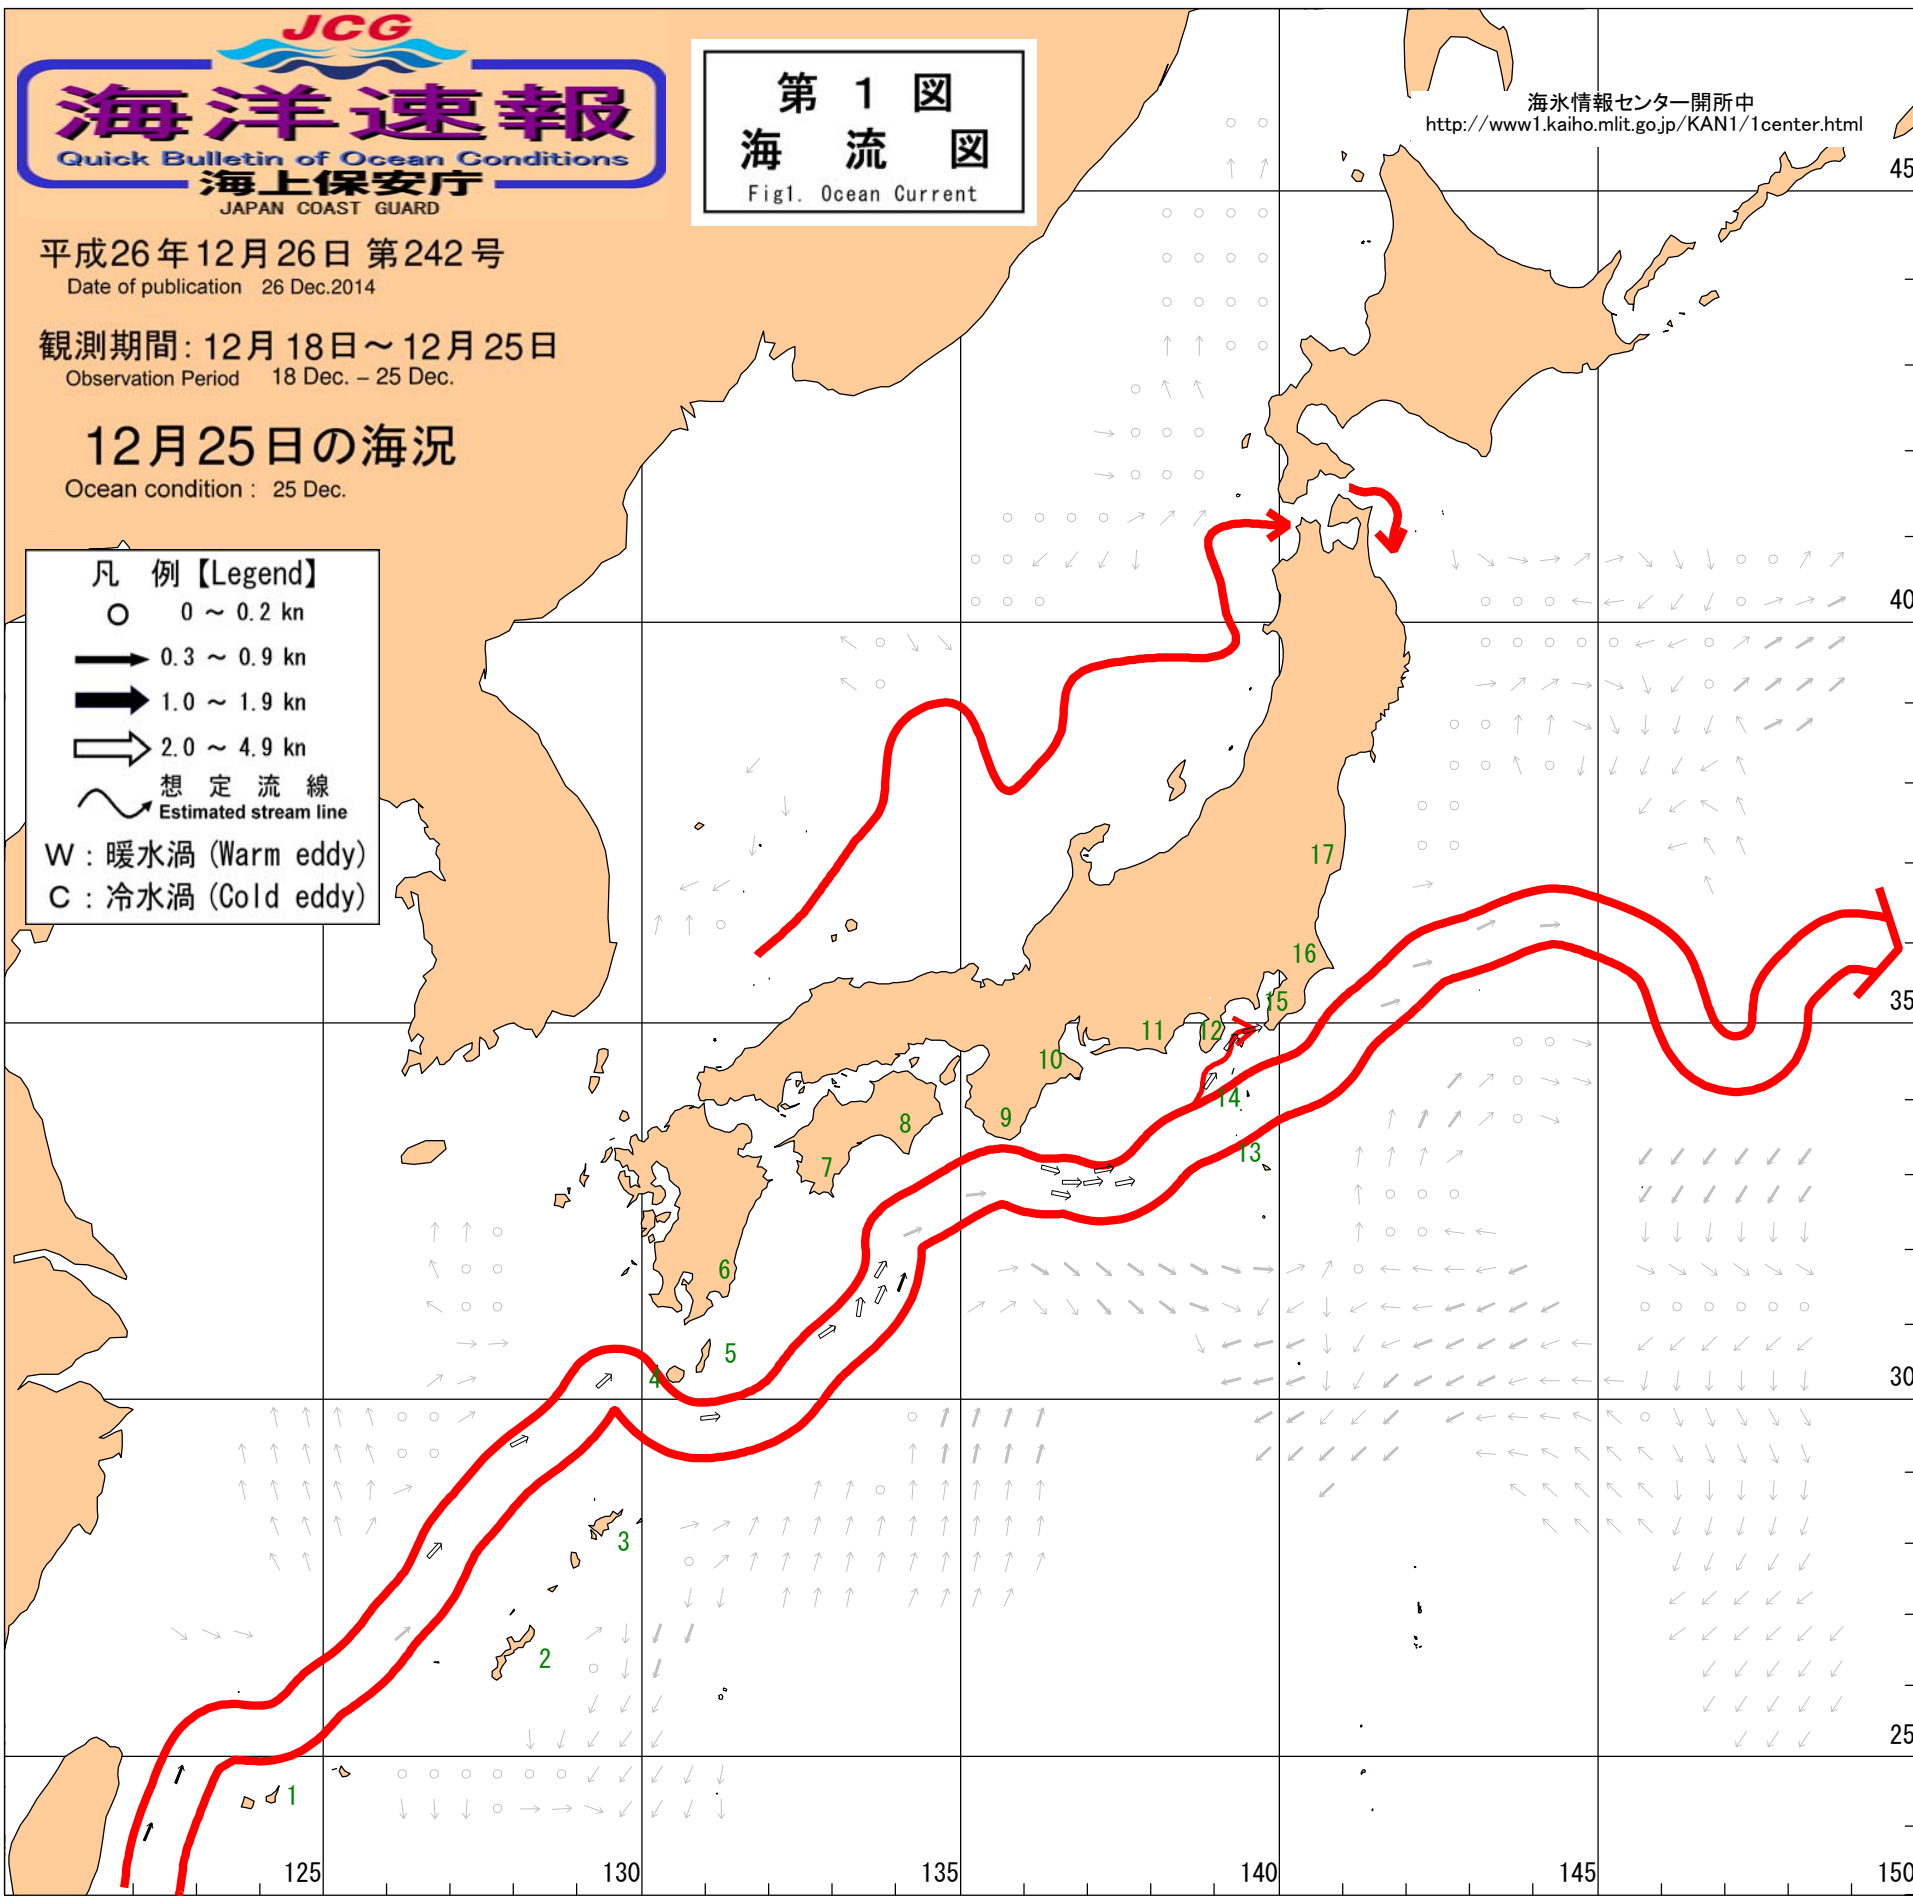 JCG
海洋速報
Quick Bulletin of Ocean Conditions
海上保安庁
JAPAN COAST GUARD
第 1 図
海 流 図
Fig1. Ocean Current
海氷情報センター開所中
http://www1.kaiho.mlit.go.jp/KAN1/1center.html
平成26年12月26日 第242号
Date of publication 26 Dec.2014
観測期間: 12月18日～12月25日
Observation Period 18 Dec. – 25 Dec.
12月25日の海況
Ocean condition : 25 Dec.
凡 例【Legend】
0 ～ 0.2 kn
0.3 ～ 0.9 kn
1.0 ～ 1.9 kn
2.0 ～ 4.9 kn
想 定 流 線
Estimated stream line
W : 暖水渦 (Warm eddy)
C : 冷水渦 (Cold eddy)
45
40
17
16
35
15
12
11
10
14
9
8
13
7
6
5
4
30
3
2
25
1
125
130
135
140
145
150